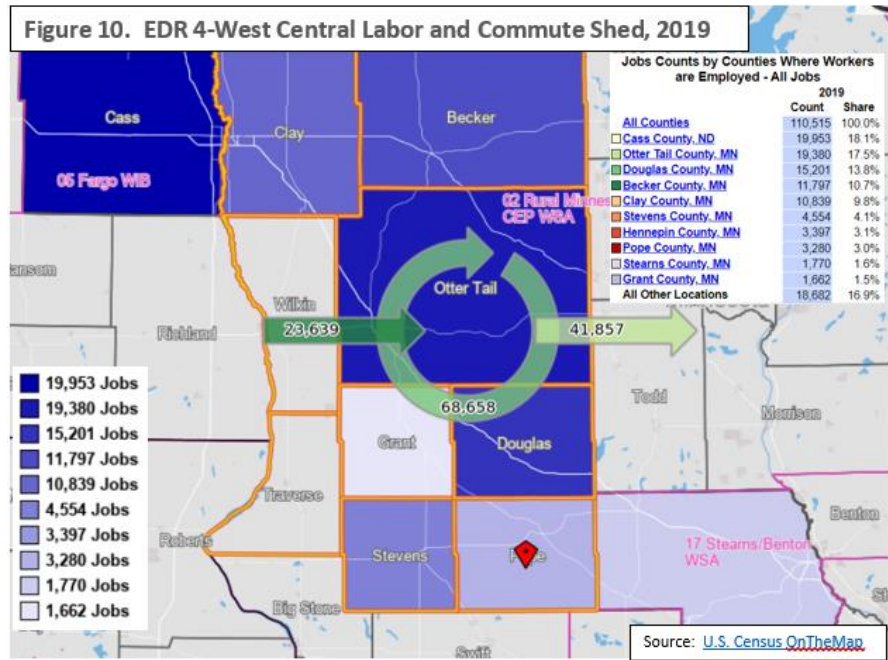 Figure 10. EDR 4-West Central Labor and Commute Shed, 2019
Jobs Counts by Counties Where Workers
are Employed - All Jobs
2019
Count Share
All Counties 110,515 100.0%
Cass County, ND 19,953 18.1%
Otter Tail County, MN 19,380 17.5%
Douglas County, MN 15,201 13.8%
Becker County, MN 11,797 10.7%
Clay County, MN 10,839 9.8%
Stevens County, MN 4,554 4.1%
Hennepin County, MN 3,397 3.1%
Pope County, MN 3,280 3.0%
Stearns County, MN 1,770 1.6%
Grant County, MN 1,662 1.5%
All Other Locations 18,682 16.9%
Cass
Clay
Becker
05 Fargo WIB
02 Rural Minnes
CEP WSA
ansom
Wilkin
Otter Tail
Richland
23,639
41,857
68,658
Todd
Morrison
Grant
Douglas
Traverse
Roberts
Benton
Stevens
17 Stearns/Benton
WSA
Big Stone
Swift
19,953 Jobs
19,380 Jobs
15,201 Jobs
11,797 Jobs
10,839 Jobs
4,554 Jobs
3,397 Jobs
3,280 Jobs
1,770 Jobs
1,662 Jobs
Source: U.S. Census OnTheMap